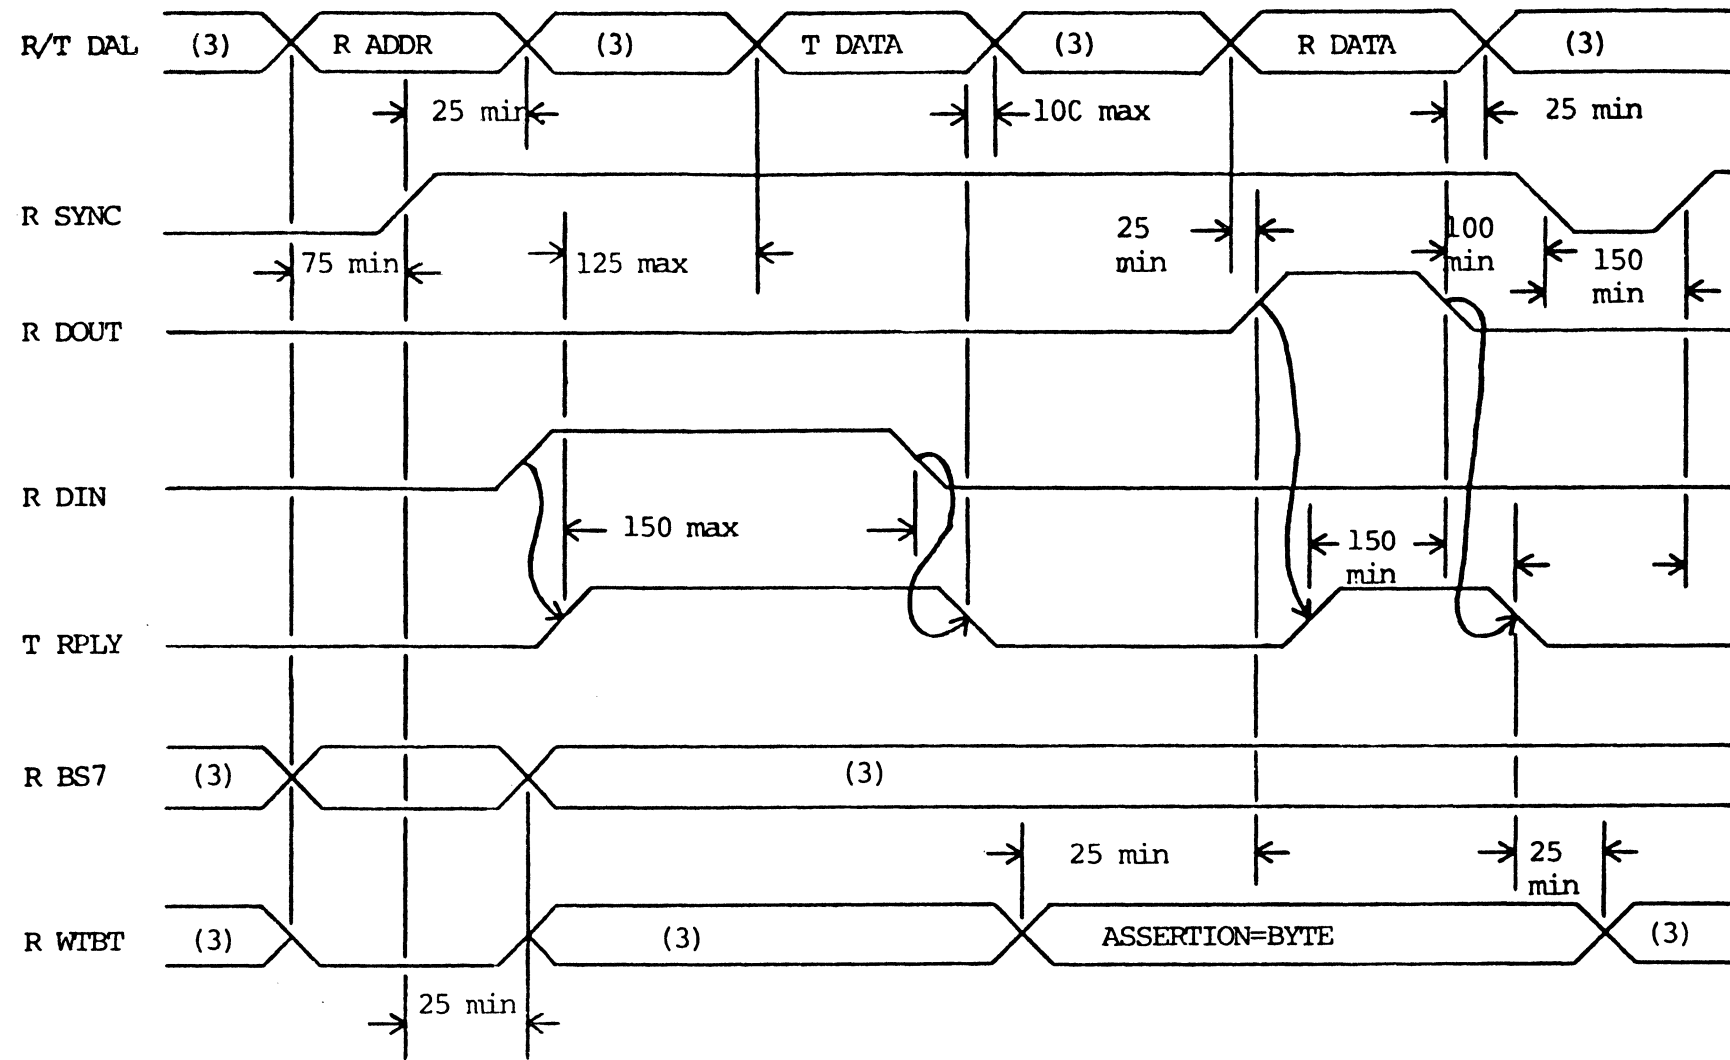 R/T DAL (3) R ADDR (3) T DATA (3) R DATA (3)
25 min 10C max 25 min
R SYNC
75 min 125 max 25 min 100 min 150 min
R DOUT
R DIN
150 max 150 min
T RPLY
R BS7 (3) (3)
25 min 25 min
R WTBT (3) (3) ASSERTION=BYTE (3)
25 min